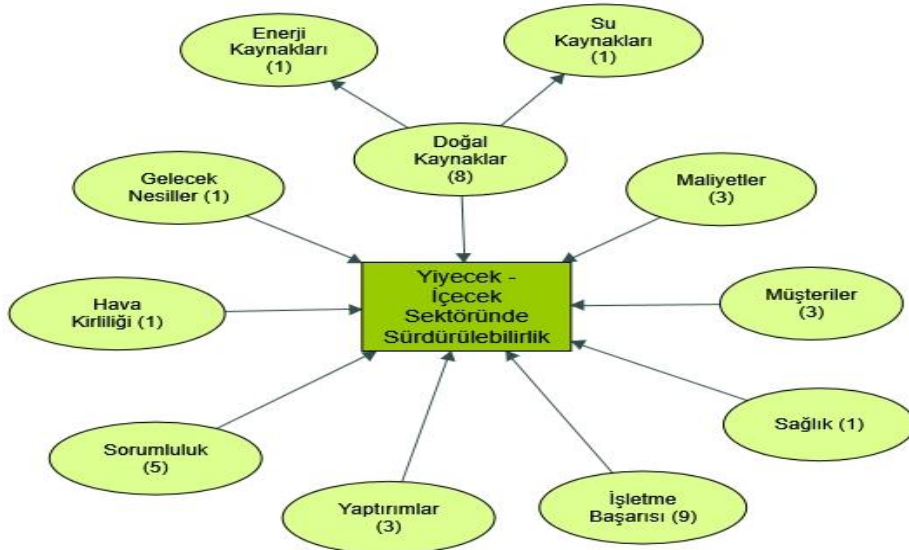 Enerji
Kaynakları
(1)
Su
Kaynakları
(1)
Doğal
Kaynaklar
(8)
Gelecek
Nesiller (1)
Maliyetler
(3)
Yiyecek -
İçecek
Sektöründe
Sürdürülebilirlik
Hava
Kirliliği (1)
Müşteriler
(3)
Sorumluluk
(5)
Sağlık (1)
Yaptırımlar
(3)
İşletme
Başarısı (9)